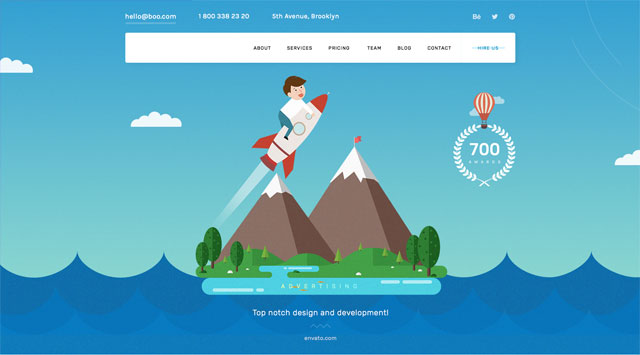 hello@boo.com 1 800 338 23 20 5th Avenue, Brooklyn Bē
ABOUT SERVICES PRICING TEAM BLOG CONTACT HIRE US
700
AWARDS
ADVERTISING
Top notch design and development!
envato.com